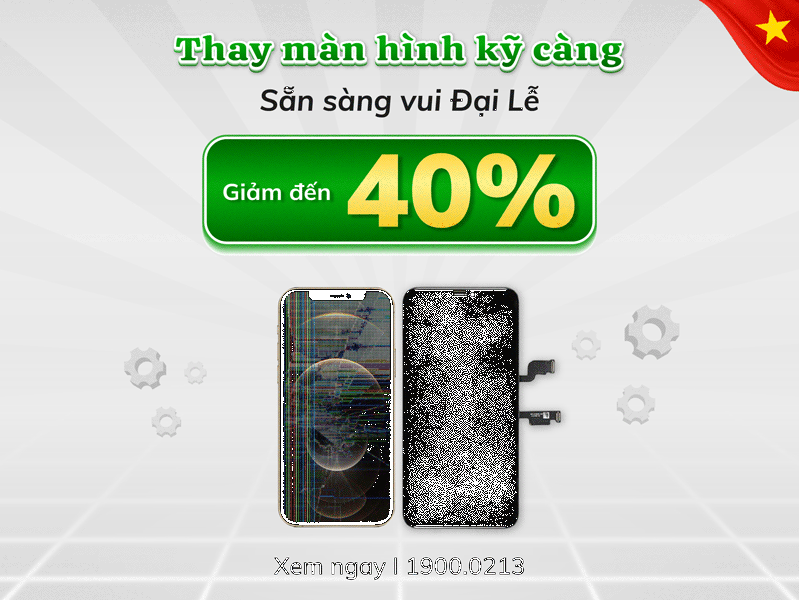 Thay màn hình kỹ càng
Sẵn sàng vui Đại Lễ
Giảm đến
40%
Xem ngay | 1900.0213